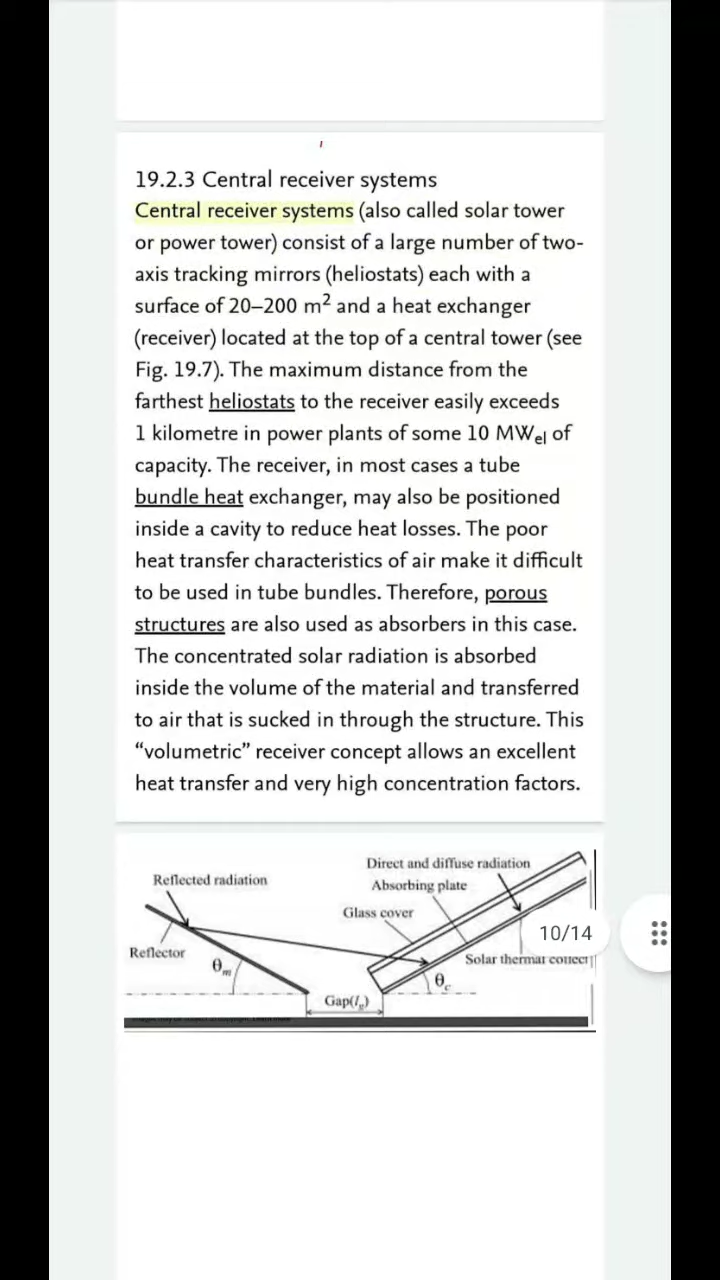 19.2.3 Central receiver systems
Central receiver systems (also called solar tower
or power tower) consist of a large number of two-
axis tracking mirrors (heliostats) each with a
surface of 20–200 m² and a heat exchanger
(receiver) located at the top of a central tower (see
Fig. 19.7). The maximum distance from the
farthest heliostats to the receiver easily exceeds
1 kilometre in power plants of some 10 MWel of
capacity. The receiver, in most cases a tube
bundle heat exchanger, may also be positioned
inside a cavity to reduce heat losses. The poor
heat transfer characteristics of air make it difficult
to be used in tube bundles. Therefore, porous
structures are also used as absorbers in this case.
The concentrated solar radiation is absorbed
inside the volume of the material and transferred
to air that is sucked in through the structure. This
“volumetric” receiver concept allows an excellent
heat transfer and very high concentration factors.
Direct and diffuse radiation
Reflected radiation
Absorbing plate
Glass cover
10/14
Reflector
Solar thermal
θm
θc
Gap(lg)